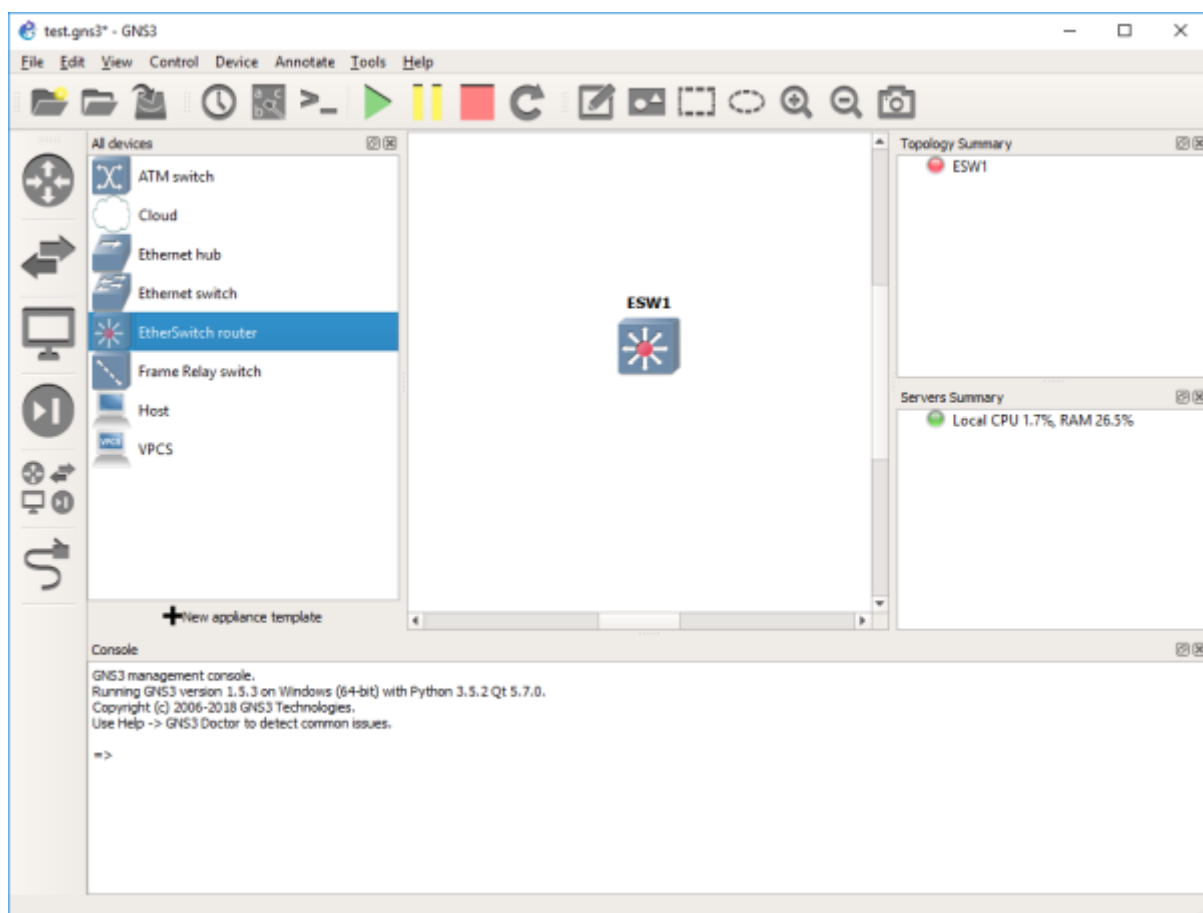 test.gns3* - GNS3
File Edit View Control Device Annotate Tools Help
All devices
ATM switch
Cloud
Ethernet hub
Ethernet switch
EtherSwitch router
Frame Relay switch
Host
VPCS
VPCS
New appliance template
ESW1
Topology Summary
ESW1
Servers Summary
Local CPU 1.7%, RAM 26.5%
Console
GNS3 management console.
Running GNS3 version 1.5.3 on Windows (64-bit) with Python 3.5.2 Qt 5.7.0.
Copyright (c) 2006-2018 GNS3 Technologies.
Use Help -> GNS3 Doctor to detect common issues.
=>